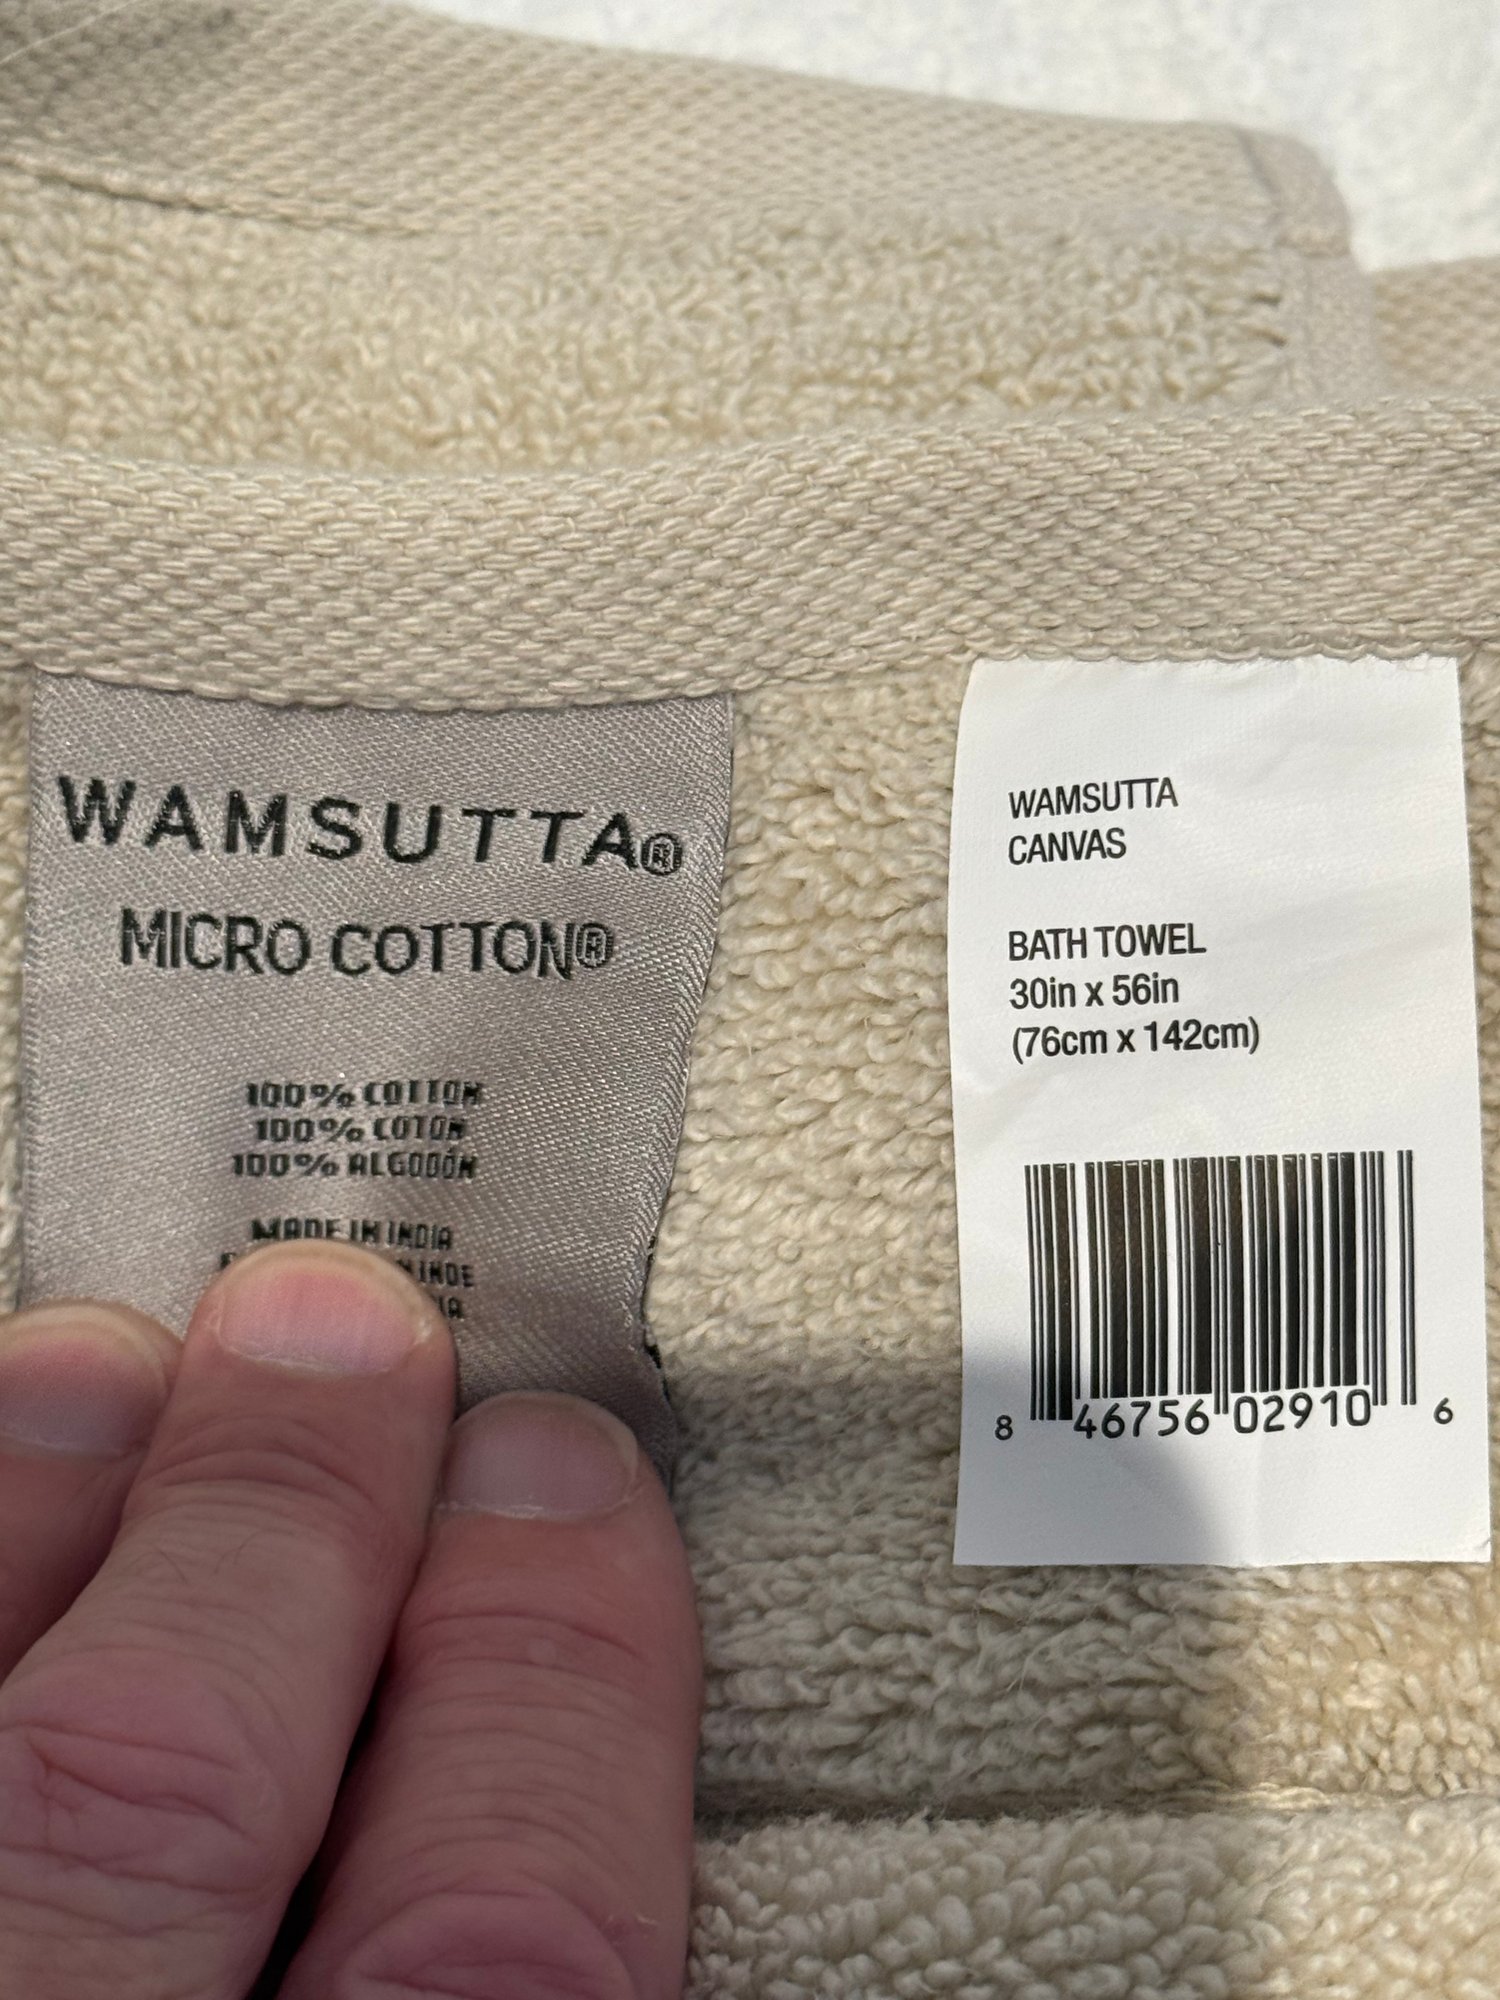 WAMSUTTA®
MICRO COTTON®
100% COTTON
100% COTON
100% ALGODÓN
MADE IN INDIA
INDE
WAMSUTTA
CANVAS
BATH TOWEL
30in x 56in
(76cm x 142cm)
8 46756 02910 6